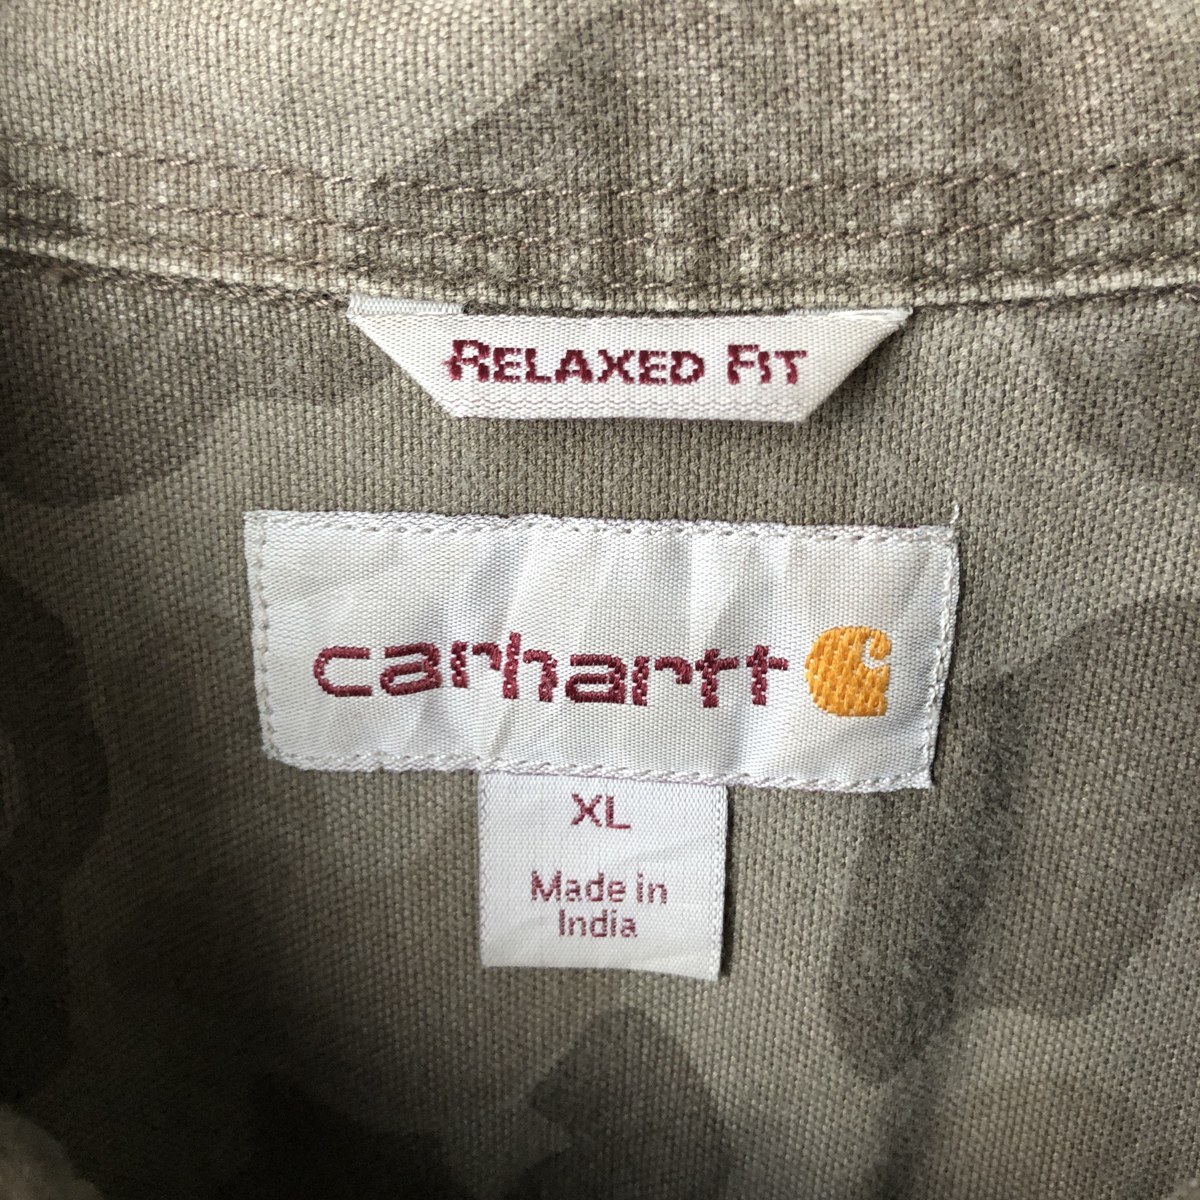 RELAXED FIT
carhartt
XL
Made in
India